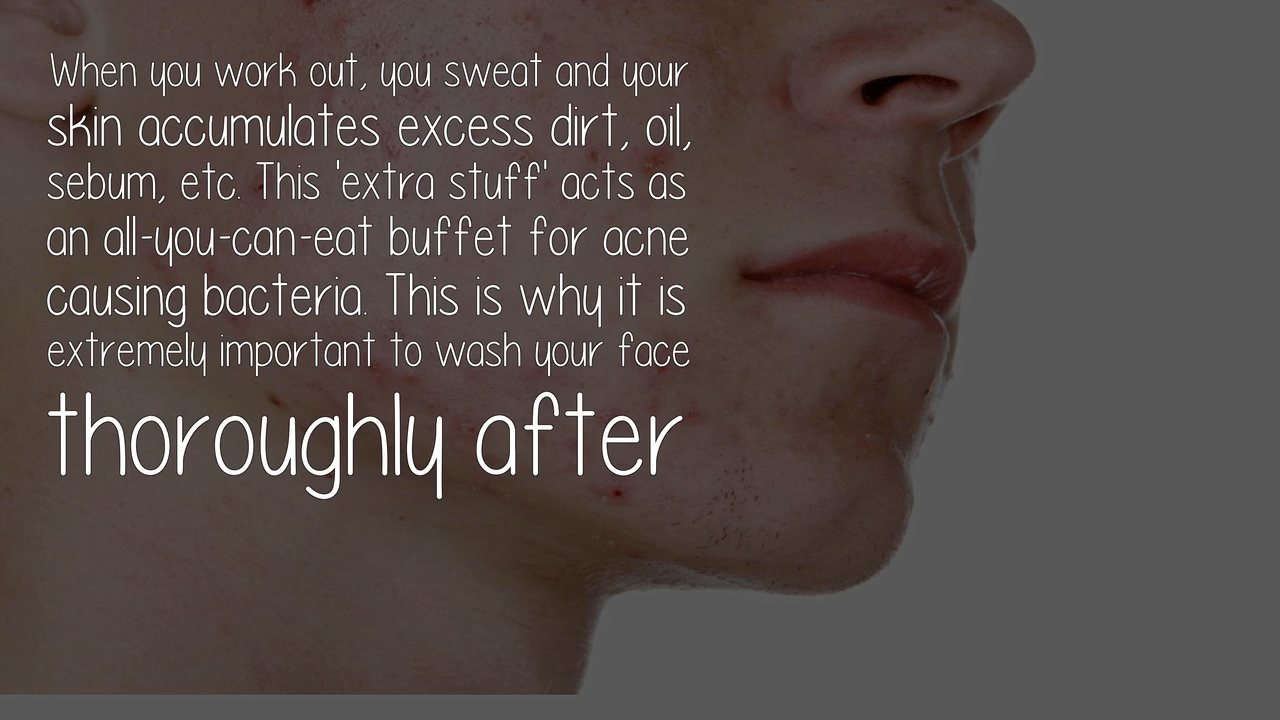 When you work out, you sweat and your
skin accumulates excess dirt, oil,
sebum, etc. This 'extra stuff' acts as
an all-you-can-eat buffet for acne
causing bacteria. This is why it is
extremely important to wash your face
thoroughly after